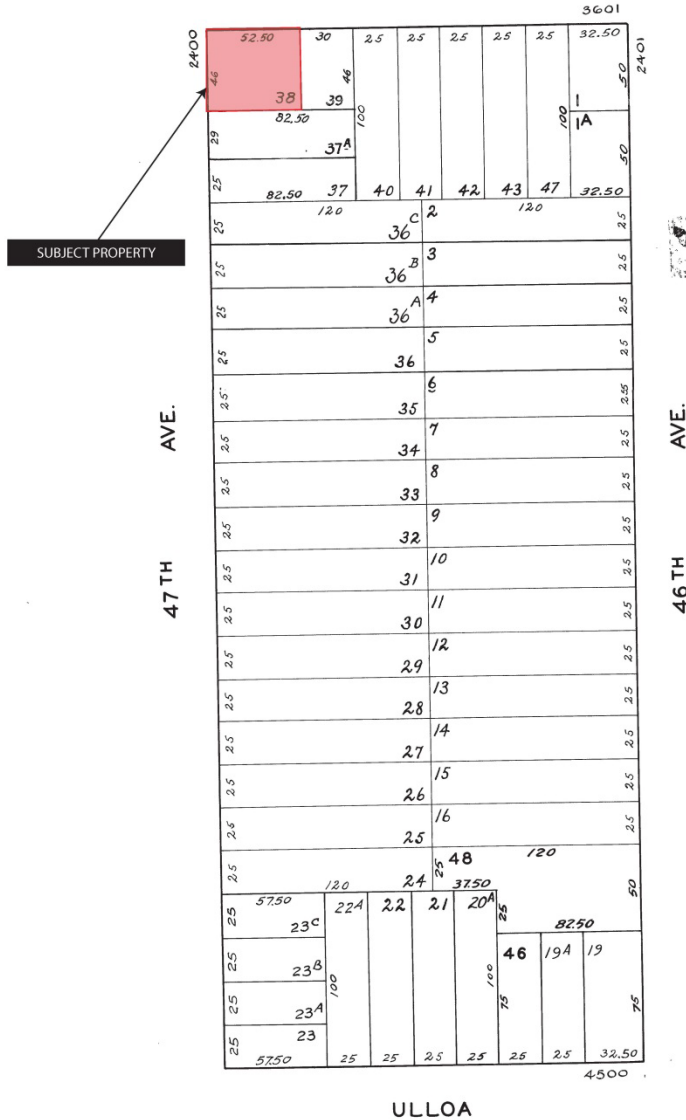 3601
2400 52.50 30 25 25 25 25 25 32.50 2401
46 46 50
38 39 1
82.50 100 100 1A
29 37A 50
25 82.50 37 40 41 42 43 47 32.50
120 2 120
25 36C 25
SUBJECT PROPERTY
25 36B 3 25
25 36A 4 25
25 36 5 25
25 35 6
AVE. AVE.
25 34 7 25
25 33 8 25
25 32 9 25
47TH 46TH
25 31 10 25
25 30 11 25
25 29 12 25
25 28 13 25
25 27 14 25
25 26 15 25
25 25 16 25
25 48 120
25 120 24 37.50 50
57.50 22A 22 21 20A 25
25 23C 82.50
25 23B 46 19A 19
100 100 75 75
25 23A
25 23
57.50 25 25 25 25 25 25 32.50
4500
ULLOA